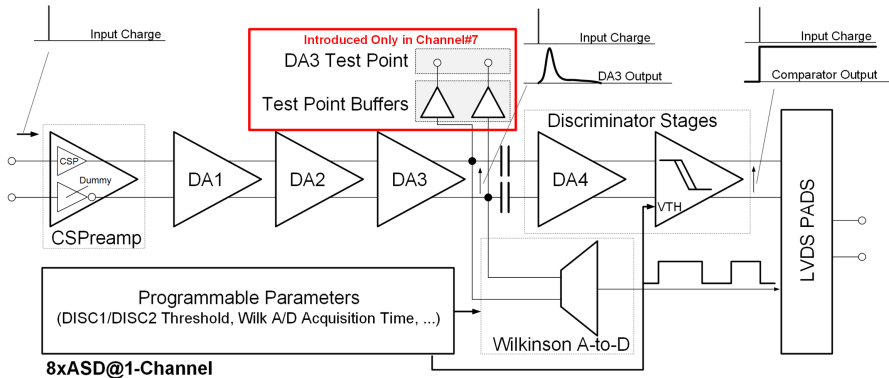 Input Charge
Introduced Only in Channel#7
DA3 Test Point
Test Point Buffers
Input Charge
DA3 Output
Input Charge
Comparator Output
Discriminator Stages
CSP
Dummy
CSPreamp
DA1
DA2
DA3
DA4
VTH
LVDS PADS
Programmable Parameters
(DISC1/DISC2 Threshold, Wilk A/D Acquisition Time, ...)
Wilkinson A-to-D
8xASD@1-Channel